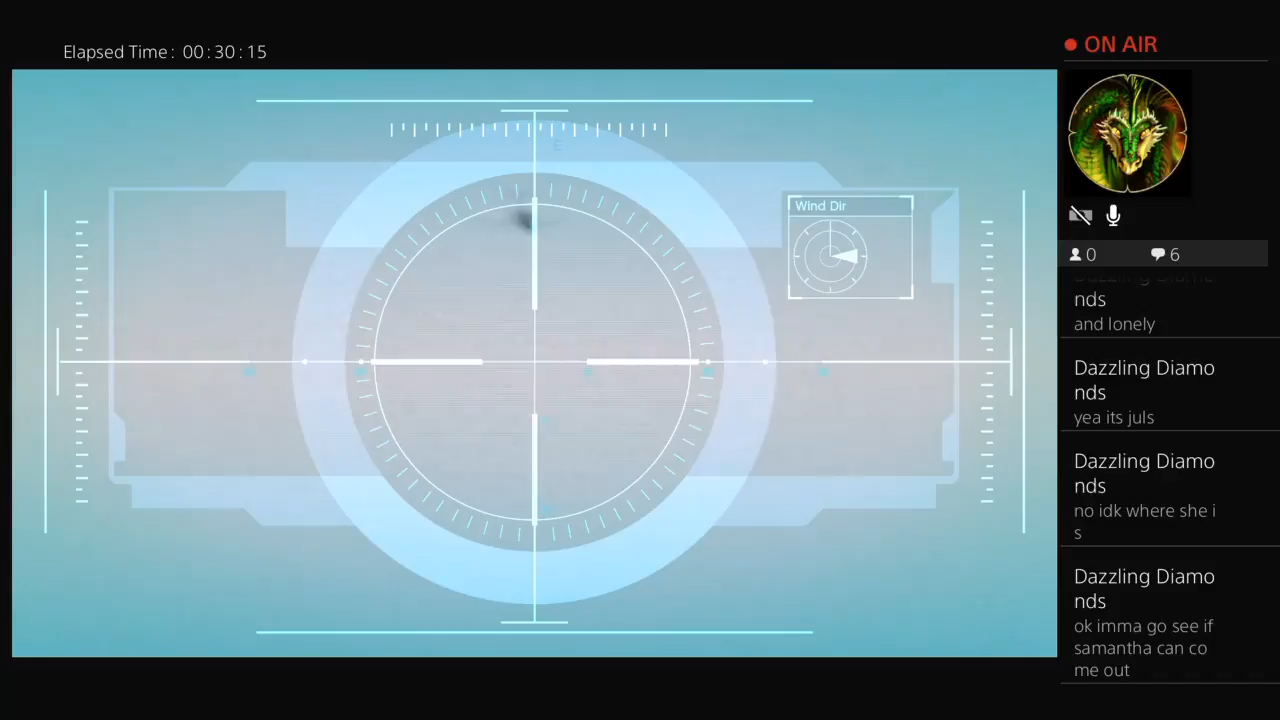 Elapsed Time: 00:30:15
ON AIR
Wind Dir
0 6
nds
and lonely
Dazzling Diamo
nds
yea its juls
Dazzling Diamo
nds
no idk where she i
s
Dazzling Diamo
nds
ok imma go see if
samantha can co
me out